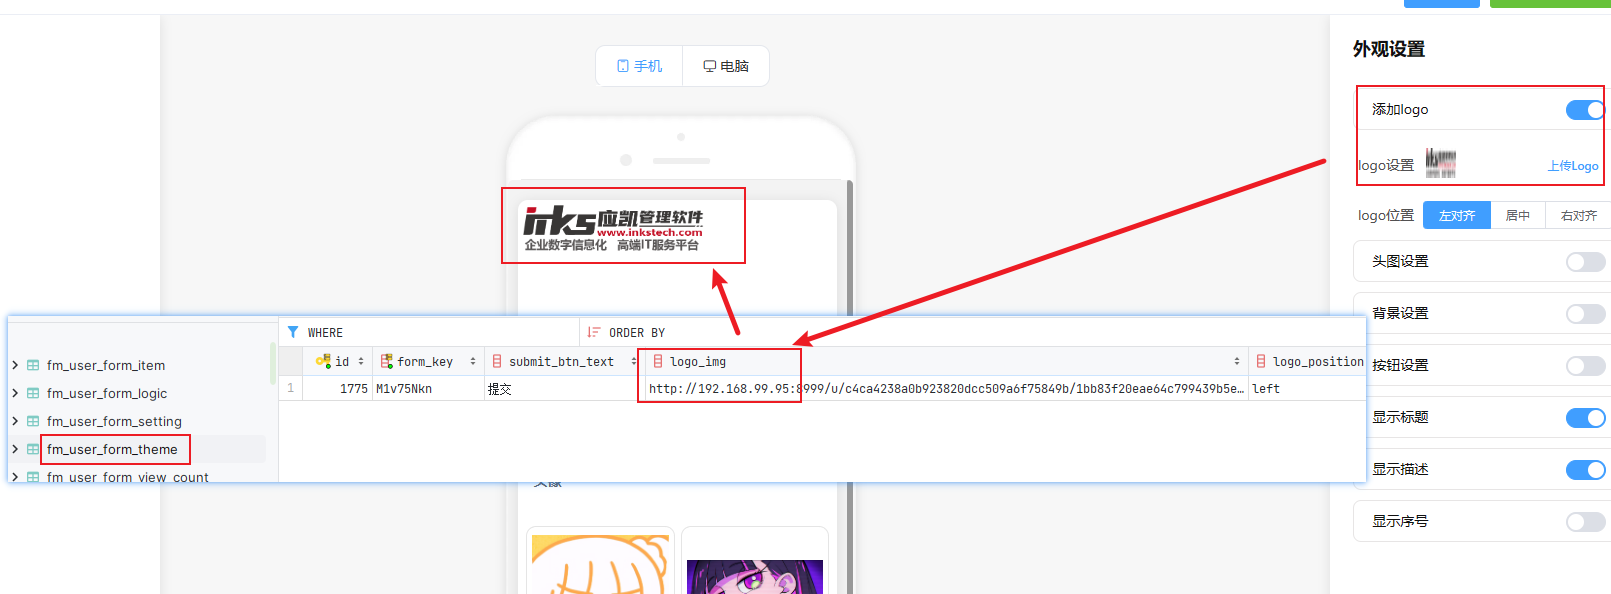 外观设置
手机
电脑
添加logo
logo设置
上传Logo
logo位置
左对齐
居中
右对齐
inks应凯管理软件
www.inkstech.com
企业数字信息化 高端IT服务平台
头图设置
背景设置
按钮设置
显示标题
显示描述
显示序号
WHERE
ORDER BY
fm_user_form_item
fm_user_form_logic
fm_user_form_setting
fm_user_form_theme
fm_user_form_view_count
id
form_key
submit_btn_text
logo_img
logo_position
1
1775
M1v75Nkn
提交
http://192.168.99.95:8999/u/c4ca4238a0b923820dcc509a6f75849b/1bb83f20eae64c799439b5e…
left